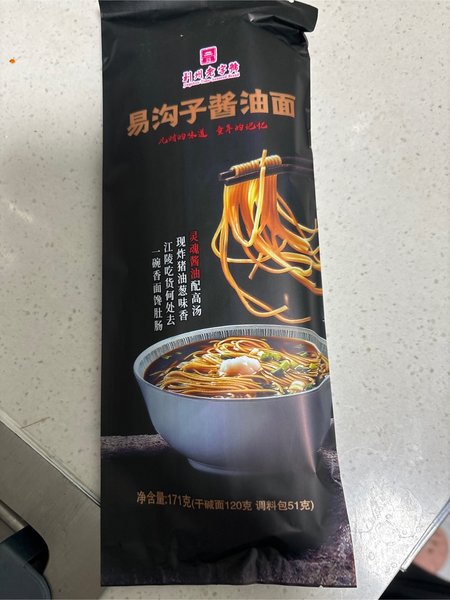 荆州老字号
易沟子酱油面
儿时的味道 童年的记忆
灵魂酱油配高汤
现炸猪油葱味香
江陵吃货何处去
一碗香面馋肚肠
净含量:171克(干碱面120克 调料包51克)